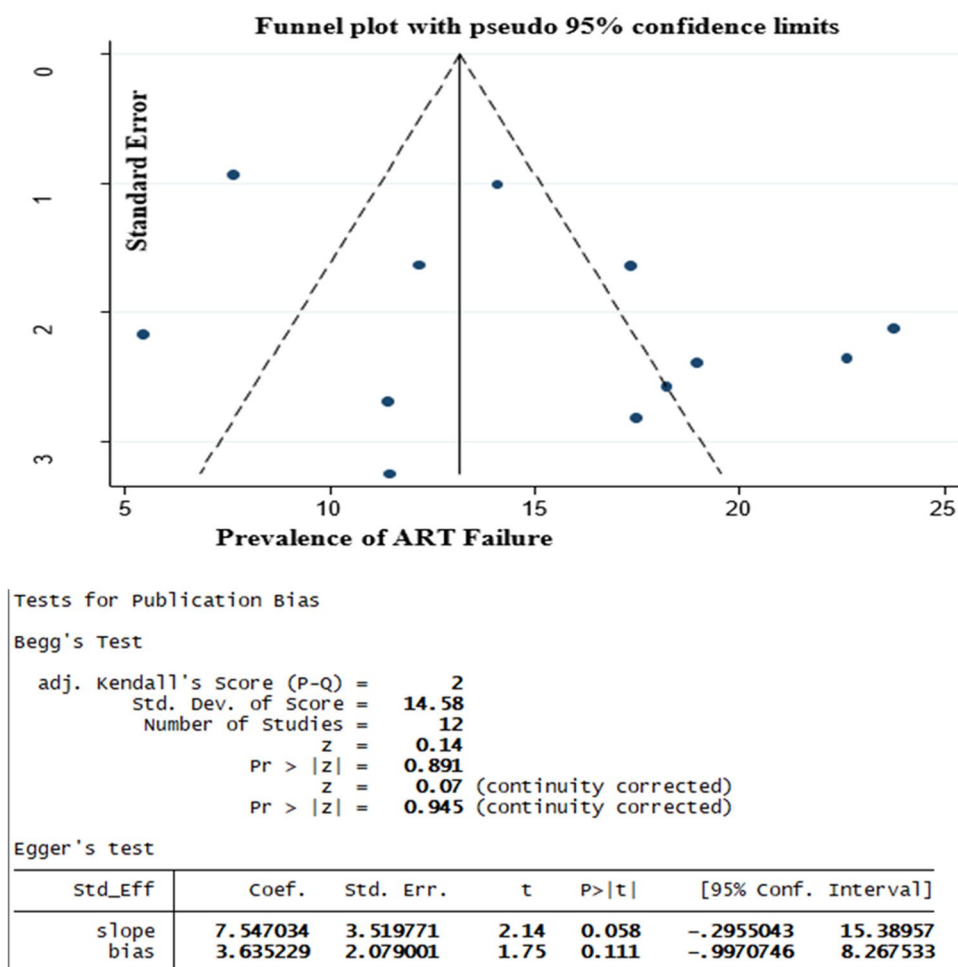 Funnel plot with pseudo 95% confidence limits
0
1
2
3
Standard Error
5 10 15 20 25
Prevalence of ART Failure
Tests for Publication Bias
Begg's Test
adj. Kendall's Score (P-Q) = 2
Std. Dev. of Score = 14.58
Number of Studies = 12
z = 0.14
Pr > |z| = 0.891
z = 0.07 (continuity corrected)
Pr > |z| = 0.945 (continuity corrected)
Egger's test
Std_Eff Coef. Std. Err. t P>|t| [95% Conf. Interval]
slope 7.547034 3.519771 2.14 0.058 -.2955043 15.38957
bias 3.635229 2.079001 1.75 0.111 -.9970746 8.267533